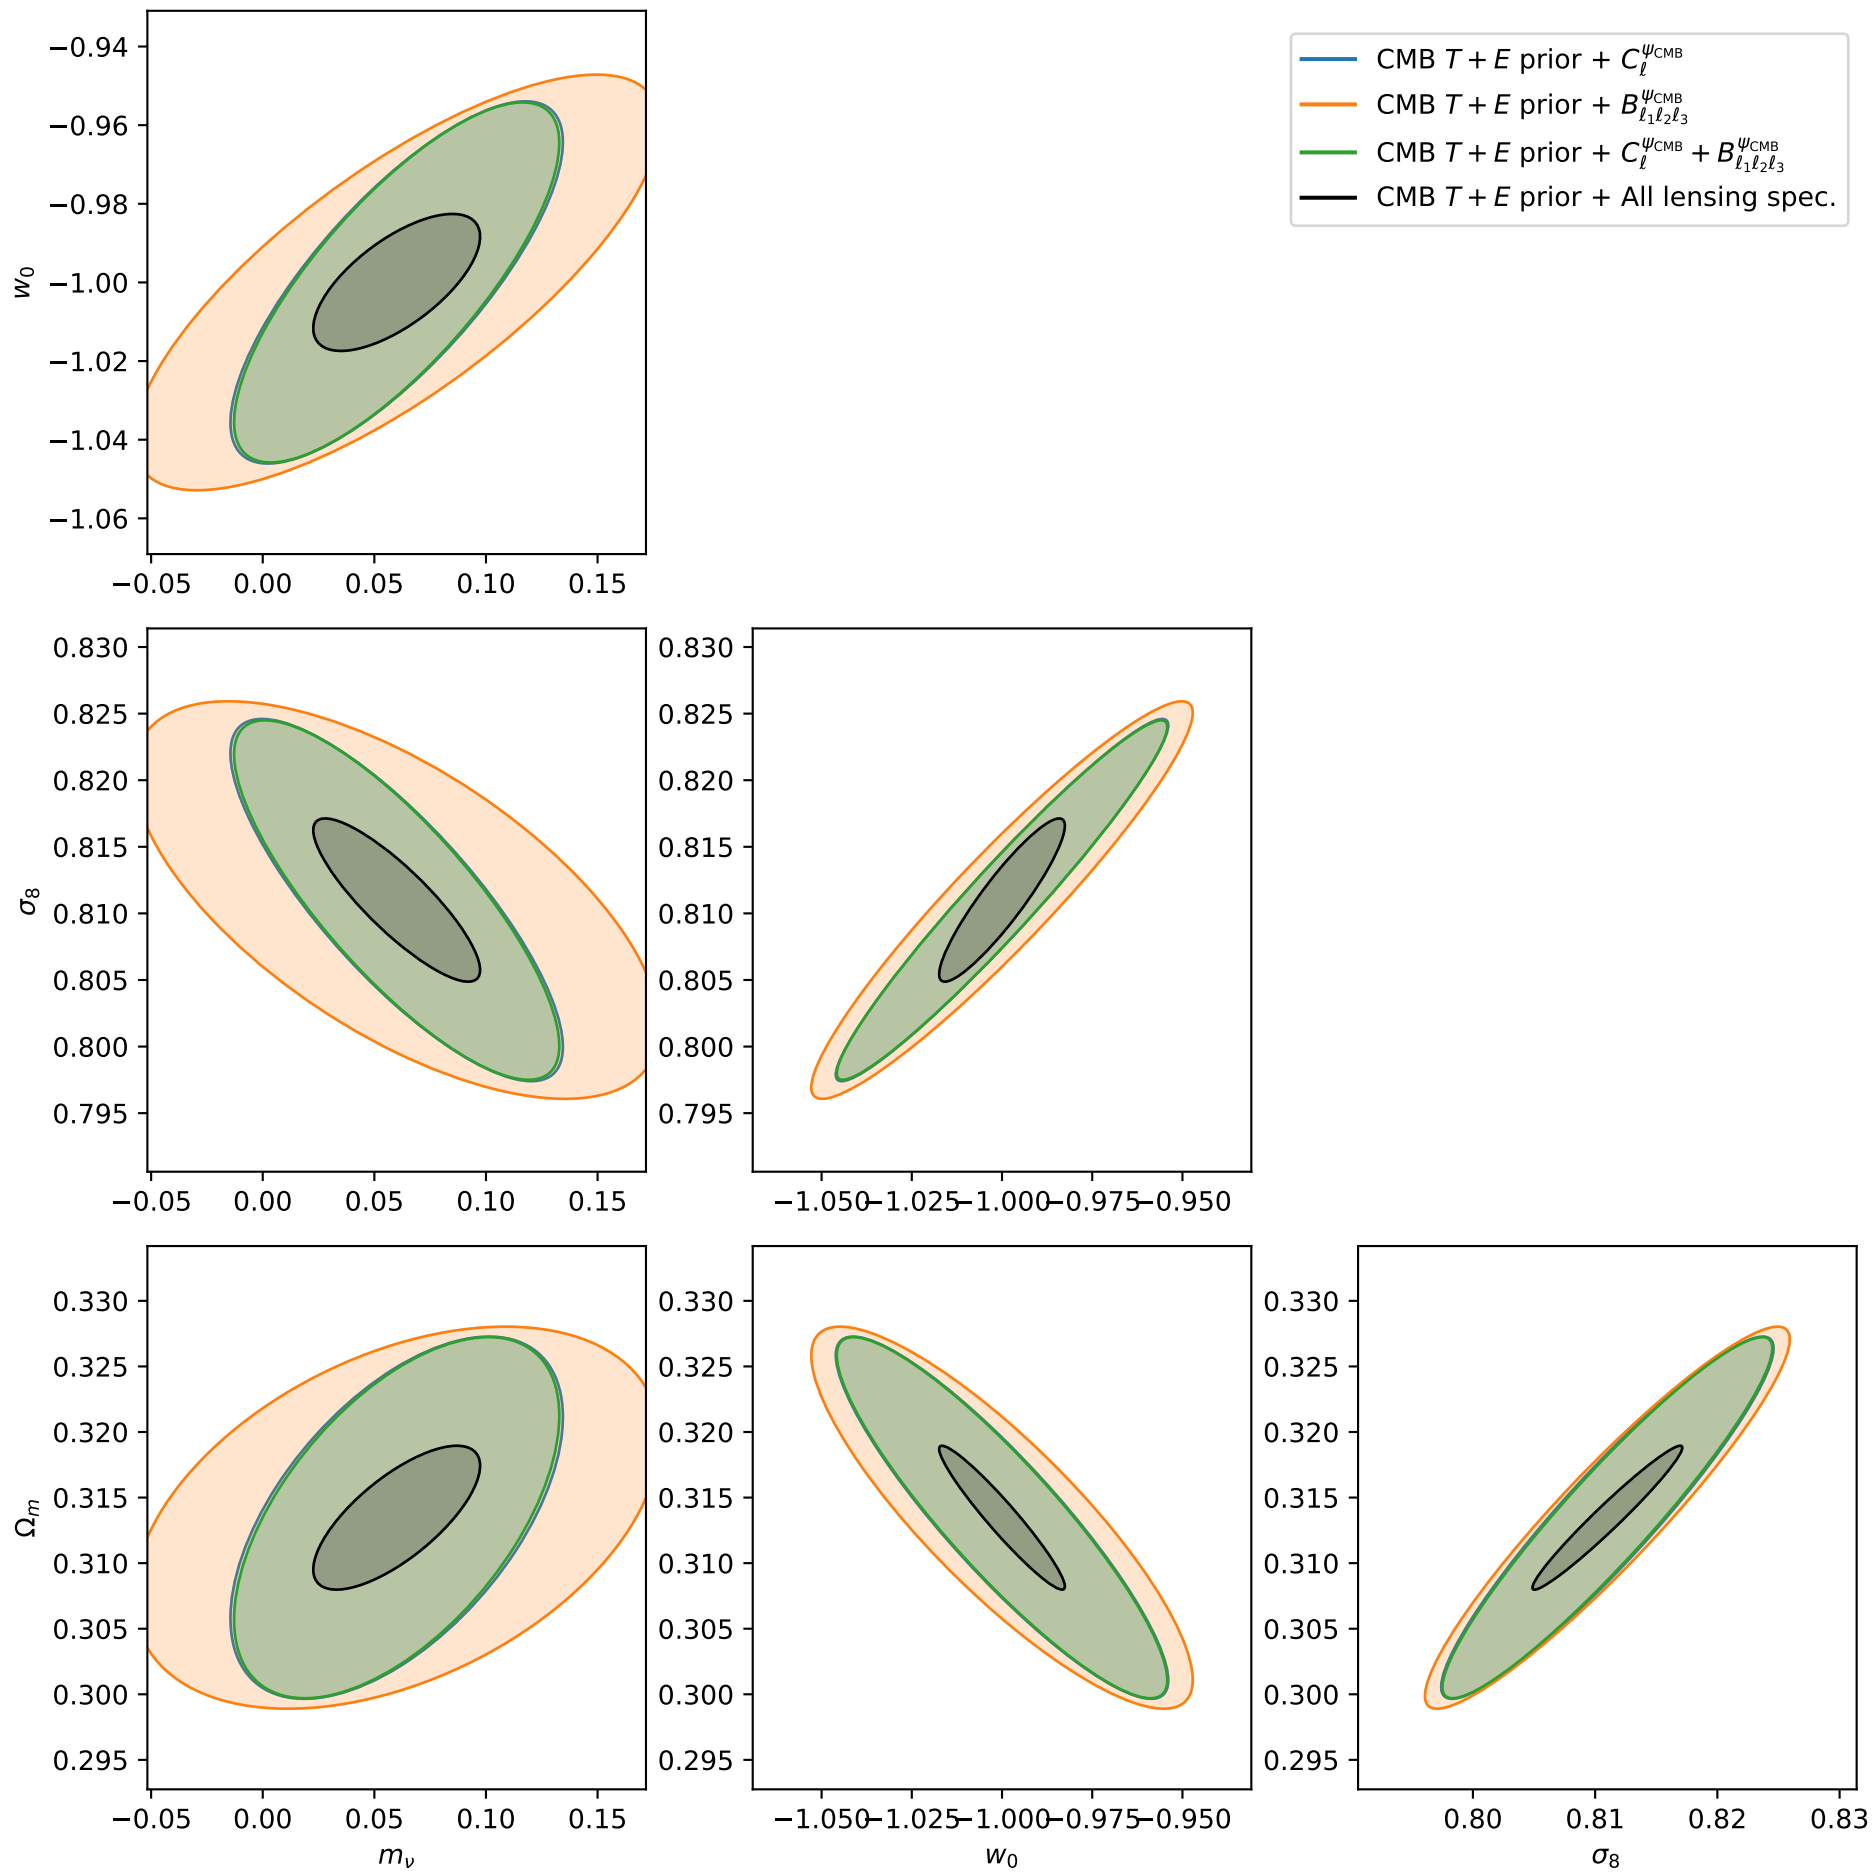 CMB T + E prior + C_ℓ^{ψ_CMB}
CMB T + E prior + B_{ℓ₁ℓ₂ℓ₃}^{ψ_CMB}
CMB T + E prior + C_ℓ^{ψ_CMB} + B_{ℓ₁ℓ₂ℓ₃}^{ψ_CMB}
CMB T + E prior + All lensing spec.
w₀
−0.94
−0.96
−0.98
−1.00
−1.02
−1.04
−1.06
−0.05 0.00 0.05 0.10 0.15
σ₈
0.830
0.825
0.820
0.815
0.810
0.805
0.800
0.795
−0.05 0.00 0.05 0.10 0.15
0.830
0.825
0.820
0.815
0.810
0.805
0.800
0.795
−1.050 −1.025 −1.000 −0.975 −0.950
Ωₘ
0.330
0.325
0.320
0.315
0.310
0.305
0.300
0.295
−0.05 0.00 0.05 0.10 0.15
m_ν
0.330
0.325
0.320
0.315
0.310
0.305
0.300
0.295
−1.050 −1.025 −1.000 −0.975 −0.950
w₀
0.330
0.325
0.320
0.315
0.310
0.305
0.300
0.295
0.80 0.81 0.82 0.83
σ₈